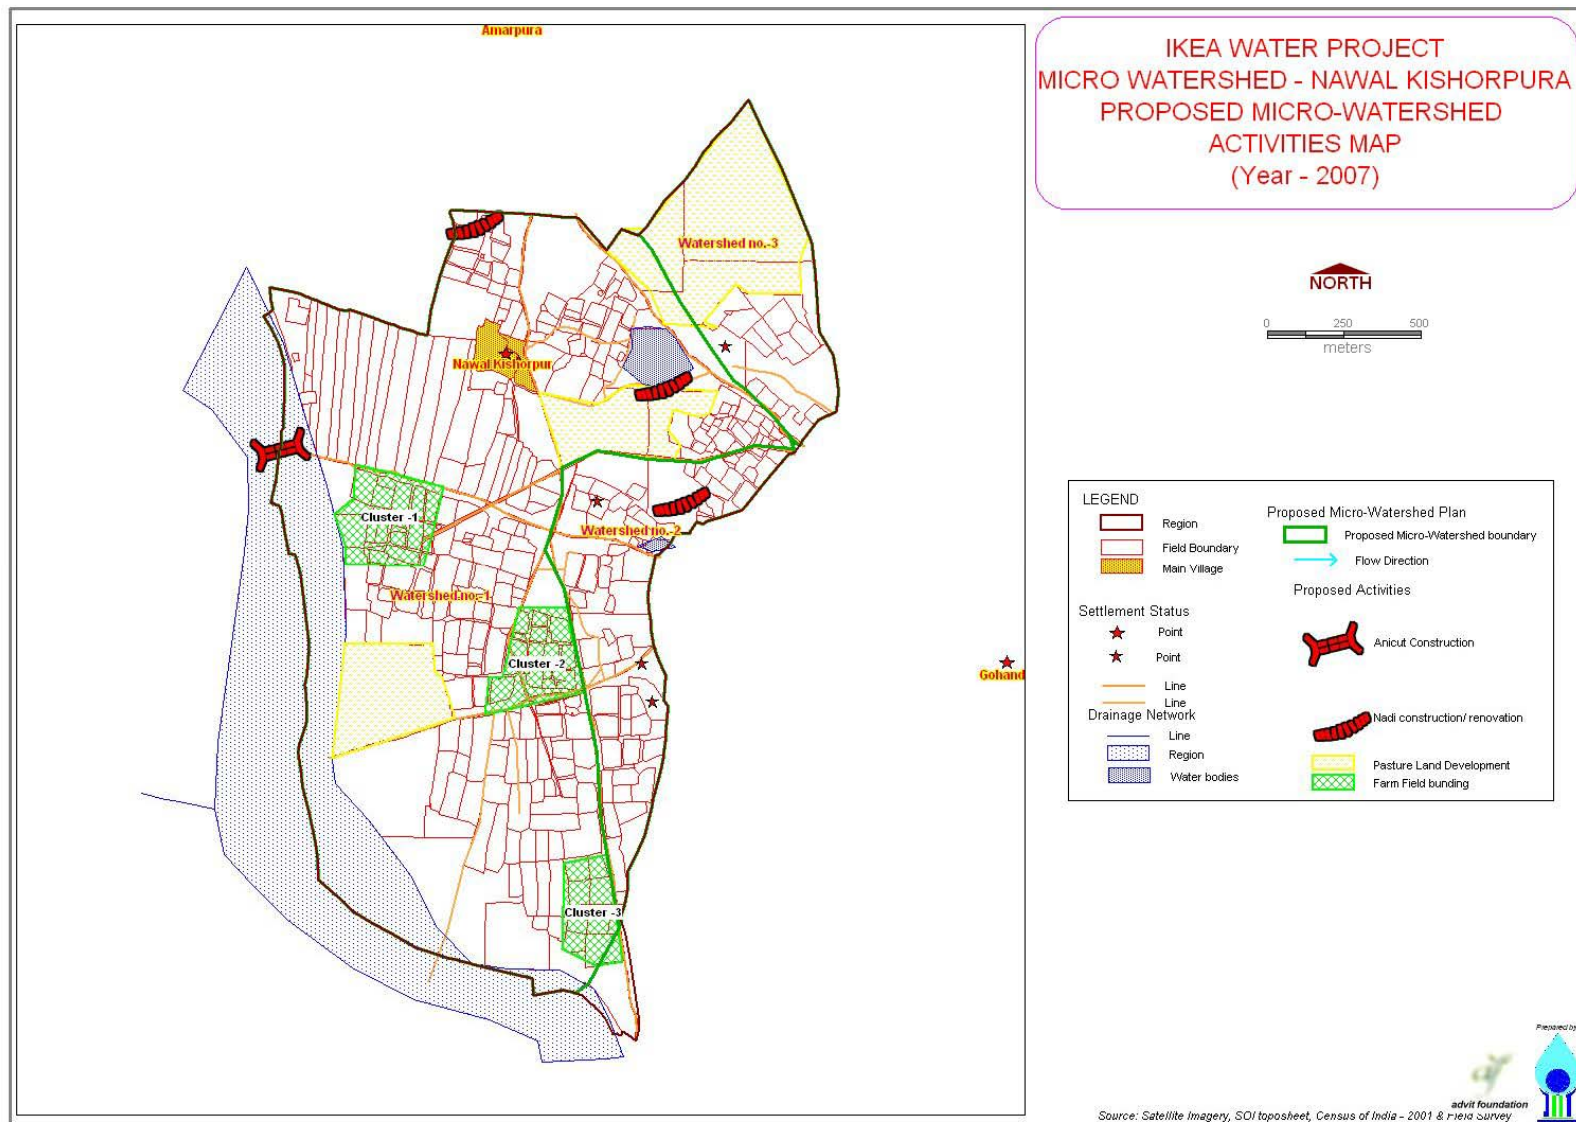 Amarpura
IKEA WATER PROJECT
MICRO WATERSHED - NAWAL KISHORPURA
PROPOSED MICRO-WATERSHED
ACTIVITIES MAP
(Year - 2007)
NORTH
0 250 500
meters
Watershed no.-3
Nawal Kishorpur
Cluster -1
Watershed no.-2
Watershed no.-1
Cluster -2
Gohand
Cluster -3
LEGEND
Region
Field Boundary
Main Village
Settlement Status
Point
Point
Line
Line
Drainage Network
Line
Region
Water bodies
Proposed Micro-Watershed Plan
Proposed Micro-Watershed boundary
Flow Direction
Proposed Activities
Anicut Construction
Nadi construction/ renovation
Pasture Land Development
Farm Field bunding
Prepared by
advit foundation
Source: Satellite Imagery, SOI toposheet, Census of India - 2001 & Field Survey